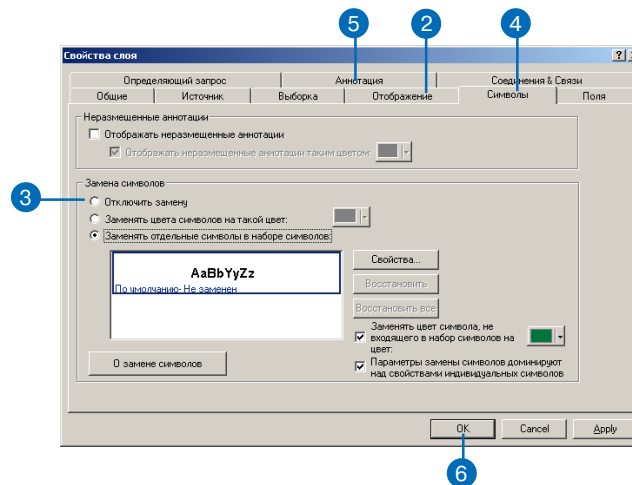 5 2 4
Свойства слоя ?
Определяющий запрос Аннотация Соединения & Связи
Общие Источник Выборка Отображение Символы Поля
Неразмещенные аннотации
Отображать неразмещенные аннотации
Отображать неразмещенные аннотации таким цветом:
Замена символов
3 Отключить замену
Заменять цвета символов на такой цвет:
Заменять отдельные символы в наборе символов:
AaBbYyZz
По умолчанию- Не заменен
Свойства...
Восстановить
Восстановить все
Заменять цвет символа, не
входящего в набор символов на
цвет:
О замене символов
Параметры замены символов доминируют
над свойствами индивидуальных символов
OK Cancel Apply
6